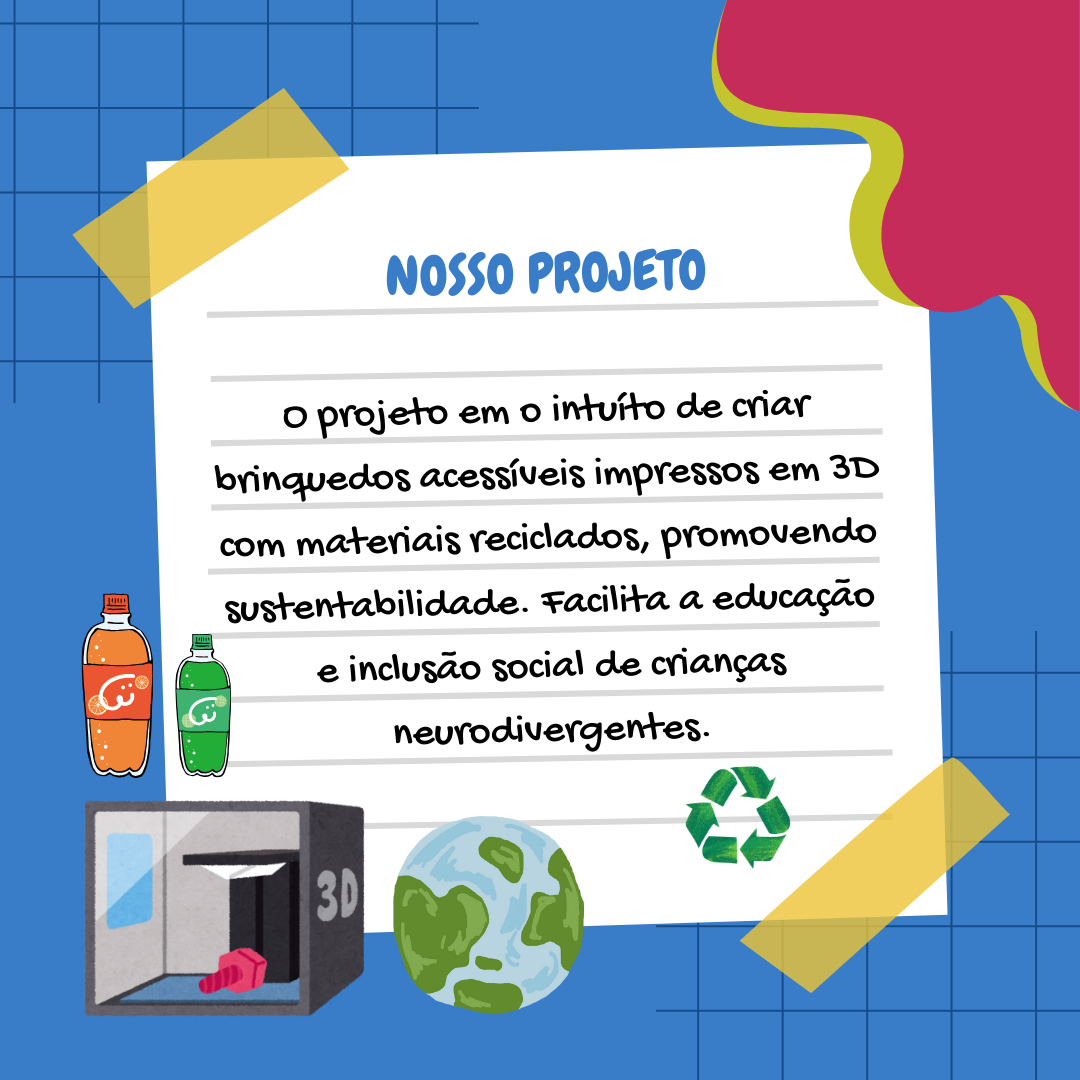 NOSSO PROJETO
O projeto em o intuíto de criar
brinquedos acessíveis impressos em 3D
com materiais reciclados, promovendo
sustentabilidade. Facilita a educação
e inclusão social de crianças
neurodivergentes.
3D